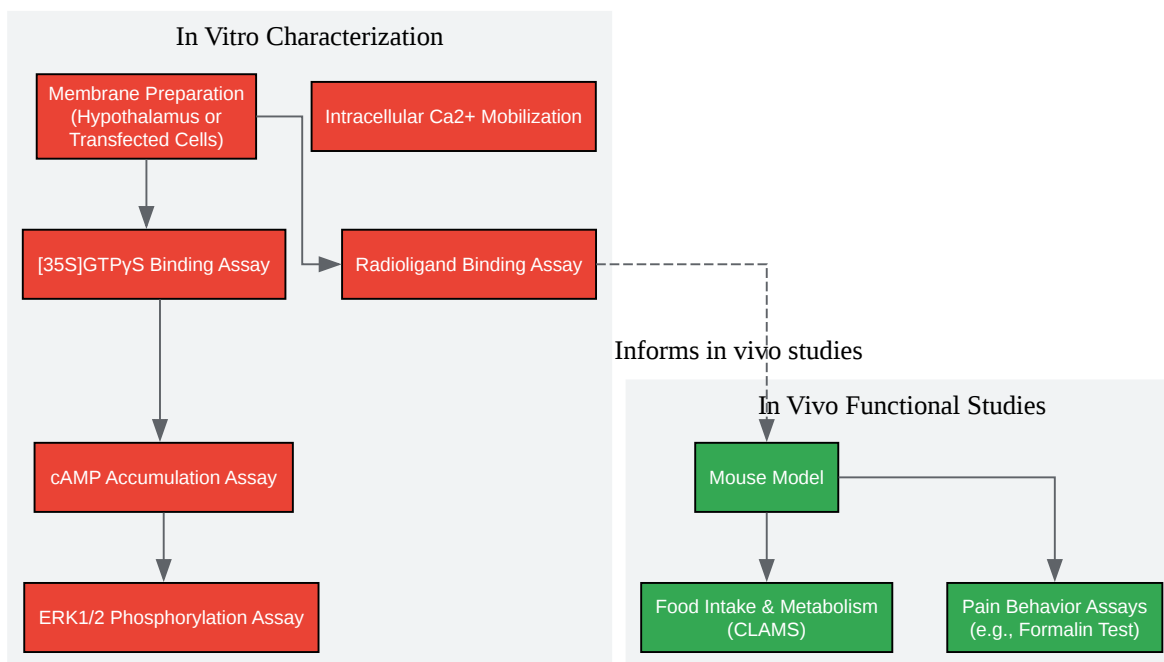 In Vitro Characterization
Membrane Preparation
(Hypothalamus or
Transfected Cells)
Intracellular Ca2+ Mobilization
[35S]GTPγS Binding Assay
Radioligand Binding Assay
Informs in vivo studies
In Vivo Functional Studies
cAMP Accumulation Assay
Mouse Model
ERK1/2 Phosphorylation Assay
Food Intake & Metabolism
(CLAMS)
Pain Behavior Assays
(e.g., Formalin Test)